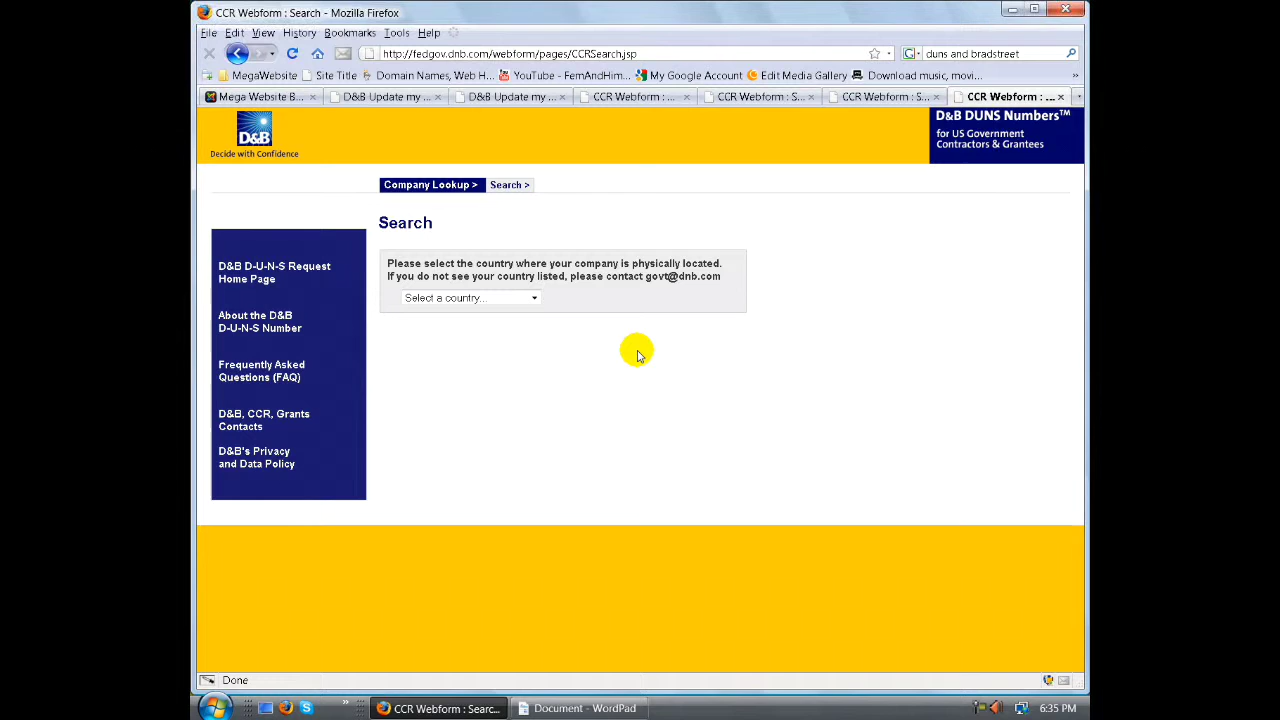 CCR Webform : Search - Mozilla Firefox
File Edit View History Bookmarks Tools Help
http://fedgov.dnb.com/webform/pages/CCRSearch.jsp
duns and bradstreet
MegaWebsite Site Title Domain Names, Web H... YouTube - FemAndHim... My Google Account Edit Media Gallery Download music, movi... »
Mega Website B... D&B Update my ... D&B Update my ... CCR Webform : ... CCR Webform : S... CCR Webform : S... CCR Webform : ...
D&B
Decide with Confidence
D&B DUNS Numbers™
for US Government
Contractors & Grantees
Company Lookup > Search >
Search
Please select the country where your company is physically located.
If you do not see your country listed, please contact govt@dnb.com
Select a country...
D&B D-U-N-S Request
Home Page
About the D&B
D-U-N-S Number
Frequently Asked
Questions (FAQ)
D&B, CCR, Grants
Contacts
D&B's Privacy
and Data Policy
Done
CCR Webform : Searc... Document - WordPad 6:35 PM